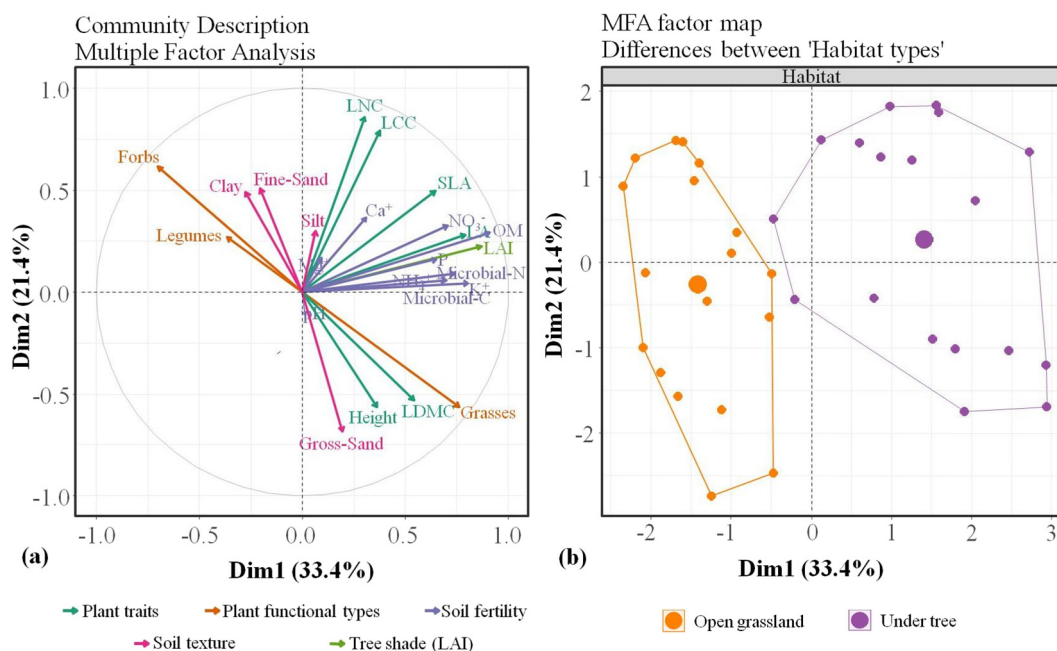 Community Description
Multiple Factor Analysis
1.0
0.5
0.0
-0.5
-1.0
Dim2 (21.4%)
LNC
LCC
Forbs
Clay
Fine-Sand
SLA
Legumes
Silt
Ca⁺
NO₃⁻
OM
LAI
P
Microbial-N
NH₄
K⁺
Microbial-C
Height
LDMC
Grasses
Gross-Sand
-1.0
-0.5
0.0
0.5
1.0
(a)
Dim1 (33.4%)
Plant traits
Plant functional types
Soil fertility
Soil texture
Tree shade (LAI)
MFA factor map
Differences between 'Habitat types'
Habitat
2
1
0
-1
-2
Dim2 (21.4%)
-2
-1
0
1
2
3
(b)
Dim1 (33.4%)
Open grassland
Under tree